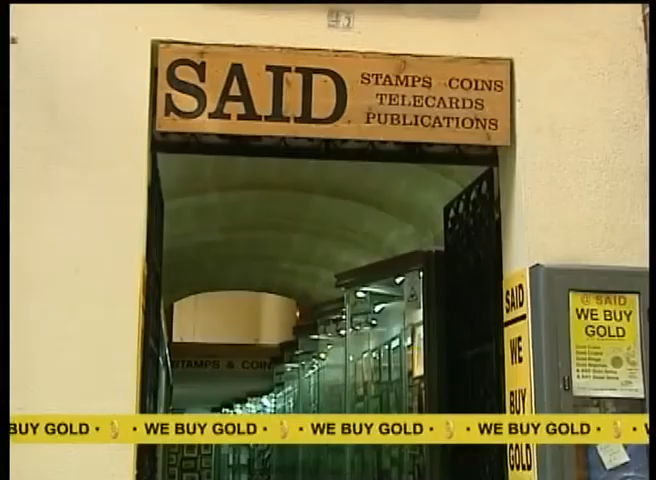 45
SAID
STAMPS COINS
TELECARDS
PUBLICATIONS
STAMPS & COINS
SAID
WE
BUY
GOLD
@ SAID
WE BUY
GOLD
BUY GOLD • WE BUY GOLD • WE BUY GOLD • WE BUY GOLD •